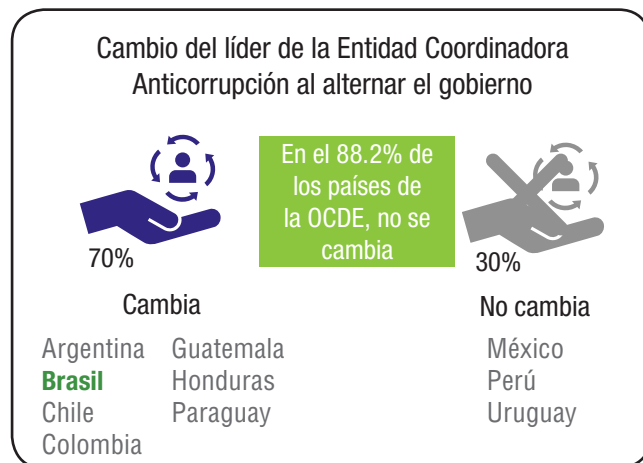 Cambio del líder de la Entidad Coordinadora
Anticorrupción al alternar el gobierno
En el 88.2% de
los países de
la OCDE, no se
cambia
70%
30%
Cambia
Argentina
Brasil
Chile
Colombia
Guatemala
Honduras
Paraguay
No cambia
México
Perú
Uruguay